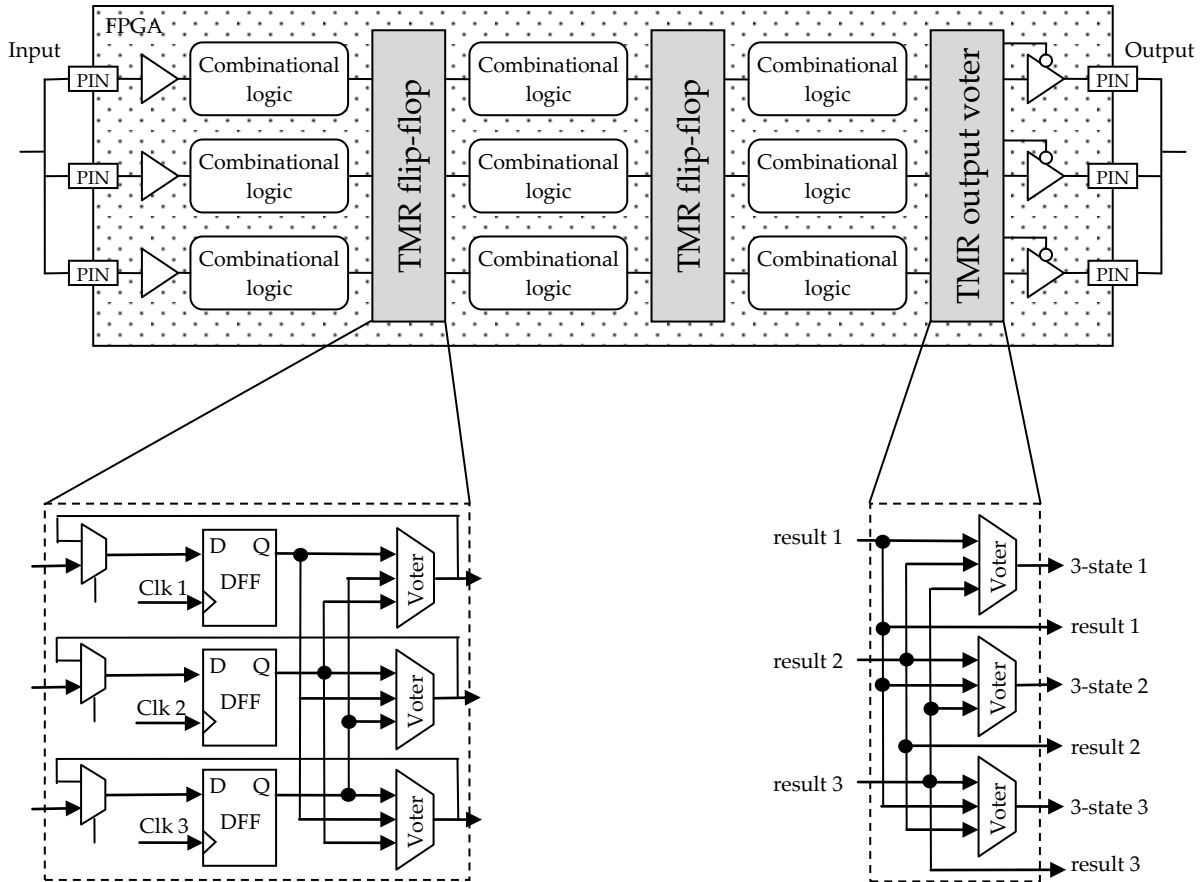 FPGA
Input
Output
PIN
Combinational
logic
Combinational
logic
Combinational
logic
PIN
PIN
Combinational
logic
Combinational
logic
Combinational
logic
PIN
PIN
Combinational
logic
Combinational
logic
Combinational
logic
PIN
TMR flip-flop
TMR flip-flop
TMR output voter
D Q
DFF
Clk 1
Voter
D Q
DFF
Clk 2
Voter
D Q
DFF
Clk 3
Voter
result 1
Voter
3-state 1
result 1
result 2
Voter
3-state 2
result 2
result 3
Voter
3-state 3
result 3